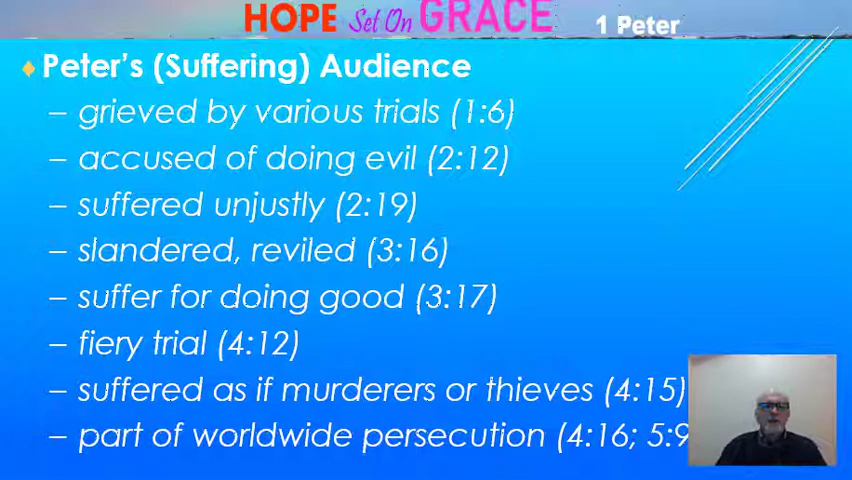 HOPE Set On GRACE 1 Peter
Peter's (Suffering) Audience
– grieved by various trials (1:6)
– accused of doing evil (2:12)
– suffered unjustly (2:19)
– slandered, reviled (3:16)
– suffer for doing good (3:17)
– fiery trial (4:12)
– suffered as if murderers or thieves (4:15)
– part of worldwide persecution (4:16; 5:9